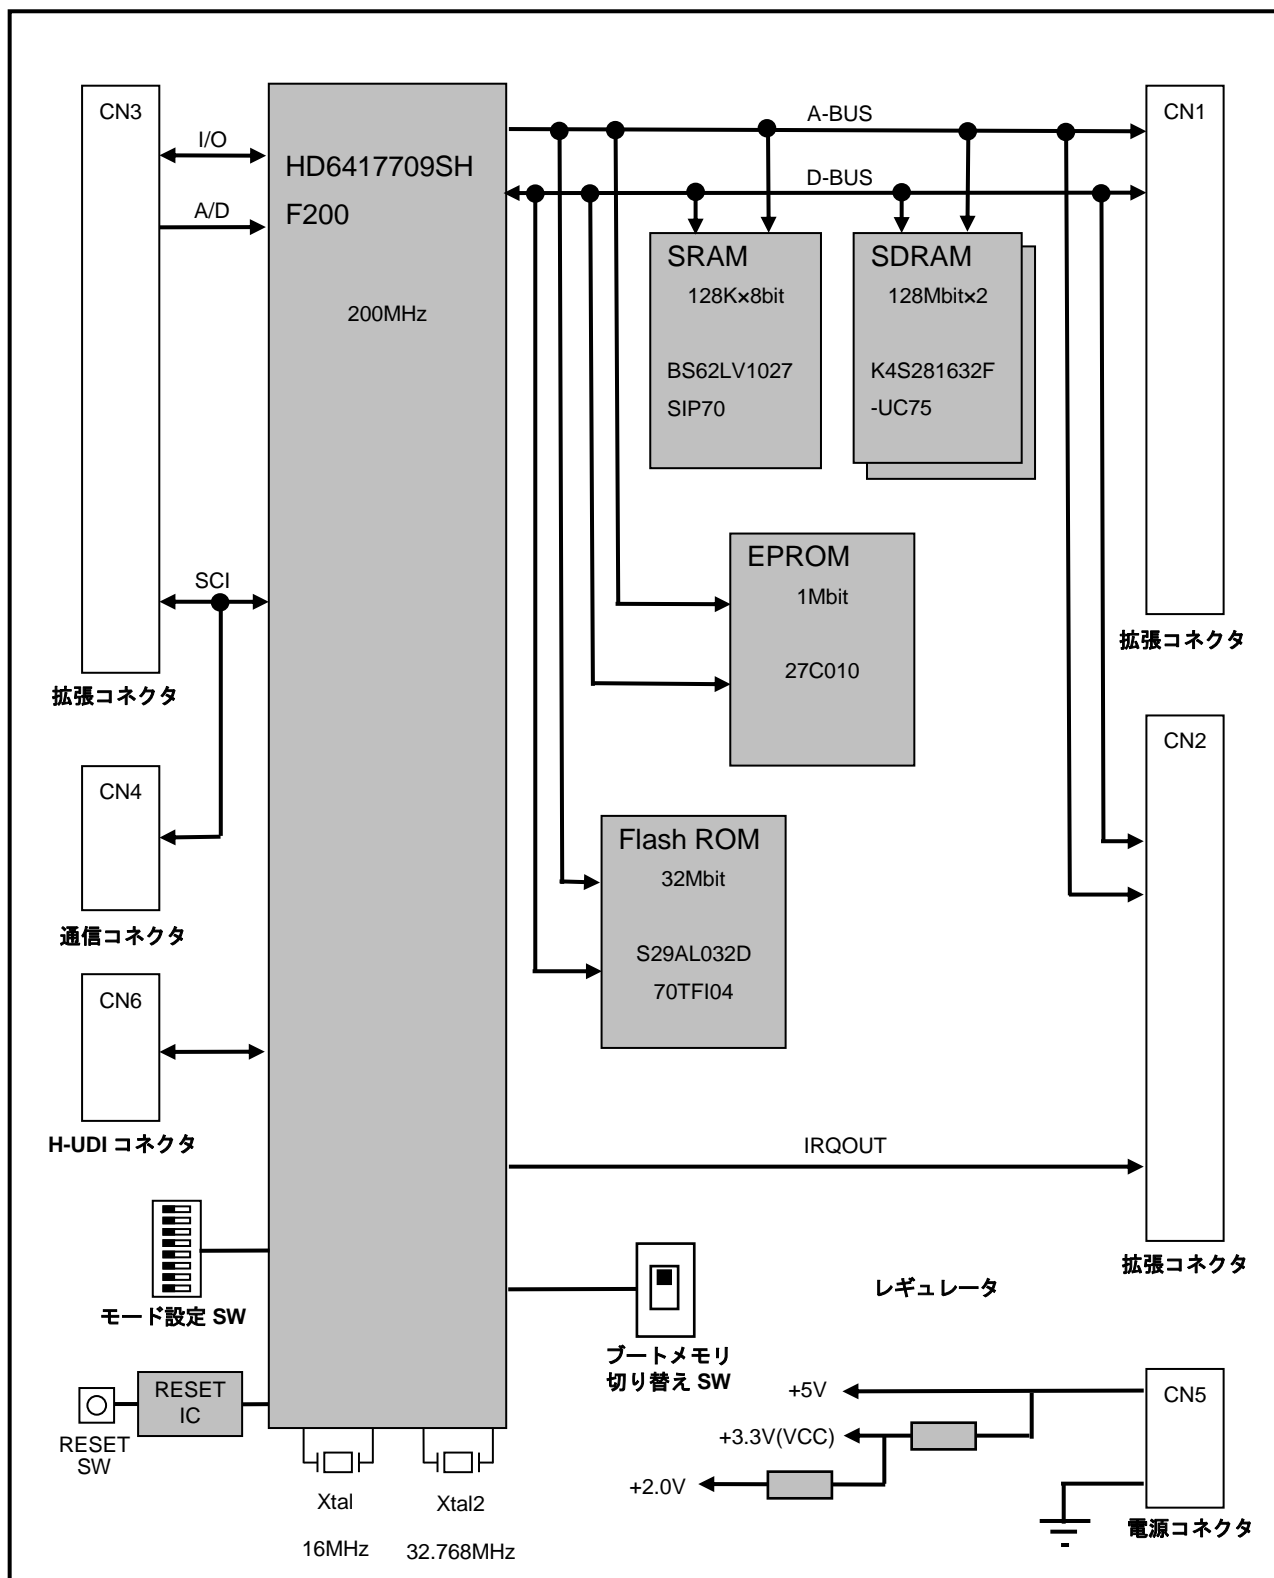 CN3
I/O
A/D
SCI
拡張コネクタ
CN4
通信コネクタ
CN6
H-UDI コネクタ
モード設定 SW
RESET
IC
RESET
SW
HD6417709SH
F200
200MHz
Xtal
16MHz
Xtal2
32.768MHz
A-BUS
D-BUS
SRAM
128K×8bit
BS62LV1027
SIP70
SDRAM
128Mbit×2
K4S281632F
-UC75
EPROM
1Mbit
27C010
Flash ROM
32Mbit
S29AL032D
70TFI04
IRQOUT
ブートメモリ
切り替え SW
レギュレータ
+5V
+3.3V(VCC)
+2.0V
CN1
拡張コネクタ
CN2
拡張コネクタ
CN5
電源コネクタ